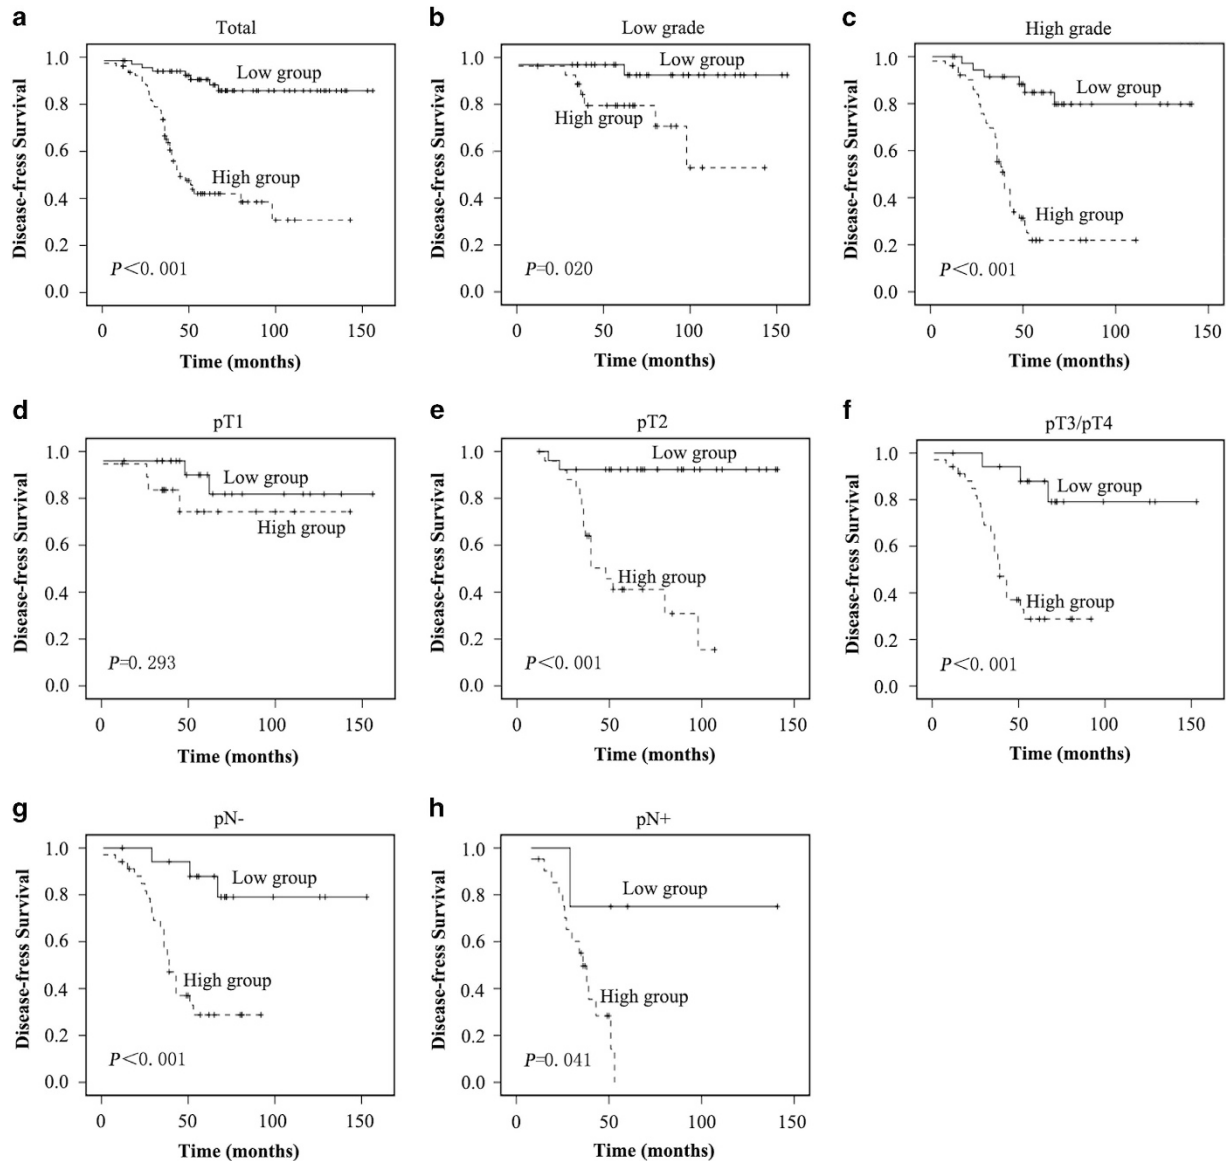 a
Total
Disease-fress Survival
1.0
0.8
0.6
0.4
0.2
0.0
Low group
High group
P<0.001
0 50 100 150
Time (months)
b
Low grade
Disease-fress Survival
1.0
0.8
0.6
0.4
0.2
0.0
Low group
High group
P=0.020
0 50 100 150
Time (months)
c
High grade
Disease-fress Survival
1.0
0.8
0.6
0.4
0.2
0.0
Low group
High group
P<0.001
0 50 100 150
Time (months)
d
pT1
Disease-fress Survival
1.0
0.8
0.6
0.4
0.2
0.0
Low group
High group
P=0.293
0 50 100 150
Time (months)
e
pT2
Disease-fress Survival
1.0
0.8
0.6
0.4
0.2
0.0
Low group
High group
P<0.001
0 50 100 150
Time (months)
f
pT3/pT4
Disease-fress Survival
1.0
0.8
0.6
0.4
0.2
0.0
Low group
High group
P<0.001
0 50 100 150
Time (months)
g
pN-
Disease-fress Survival
1.0
0.8
0.6
0.4
0.2
0.0
Low group
High group
P<0.001
0 50 100 150
Time (months)
h
pN+
Disease-fress Survival
1.0
0.8
0.6
0.4
0.2
0.0
Low group
High group
P=0.041
0 50 100 150
Time (months)